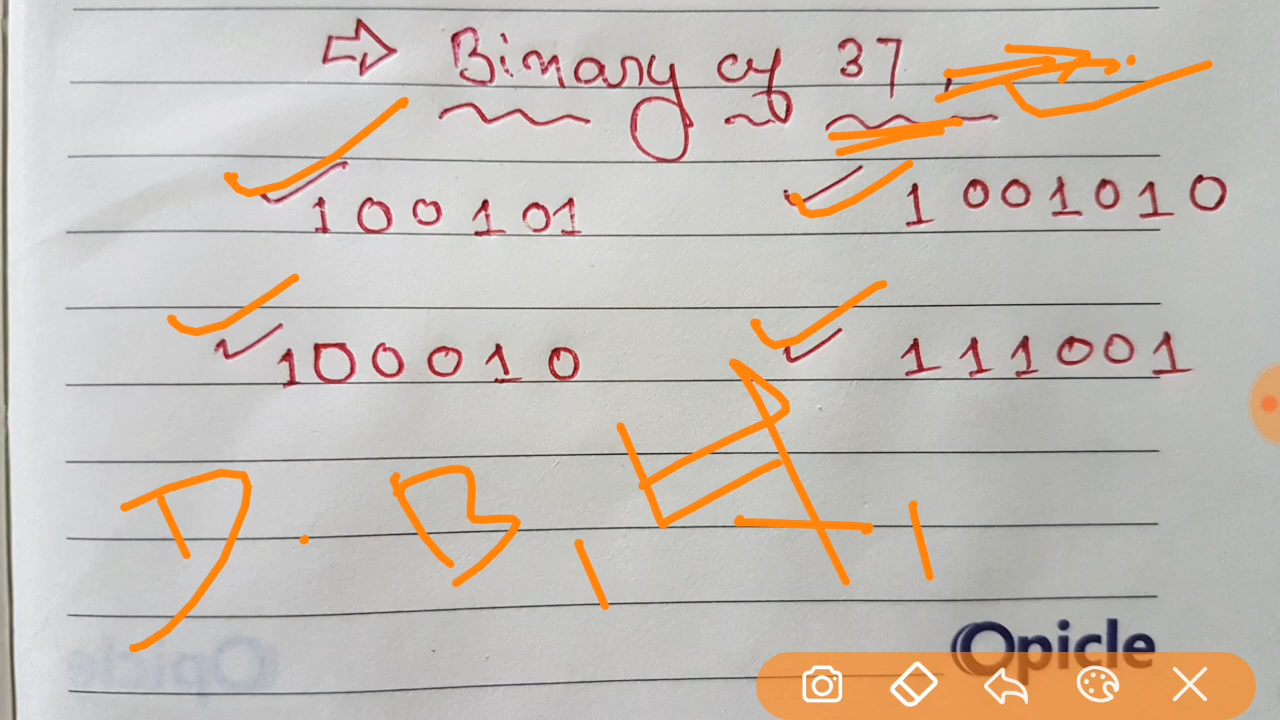 ⇒ Binary of 37,
100101 1001010
100010 111001
D. B,
Opicle